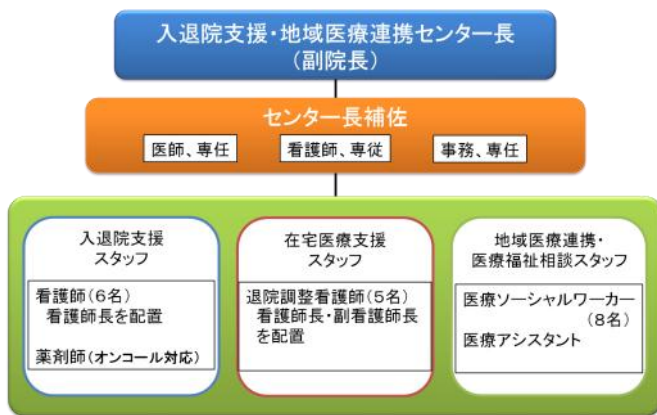 入退院支援・地域医療連携センター長
(副院長)
センター長補佐
医師、専任
看護師、専従
事務、専任
入退院支援
スタッフ
看護師(6名)
看護師長を配置
薬剤師(オンコール対応)
在宅医療支援
スタッフ
退院調整看護師(5名)
看護師長・副看護師長
を配置
地域医療連携・
医療福祉相談スタッフ
医療ソーシャルワーカー
(8名)
医療アシスタント